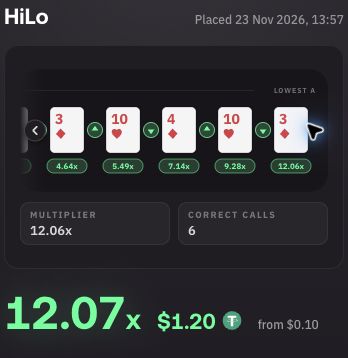 HiLo
Placed 23 Nov 2026, 13:57
LOWEST A
3 10 4 10 3
4.64x 5.49x 7.14x 9.28x 12.06x
MULTIPLIER
12.06x
CORRECT CALLS
6
12.07x $1.20 from $0.10